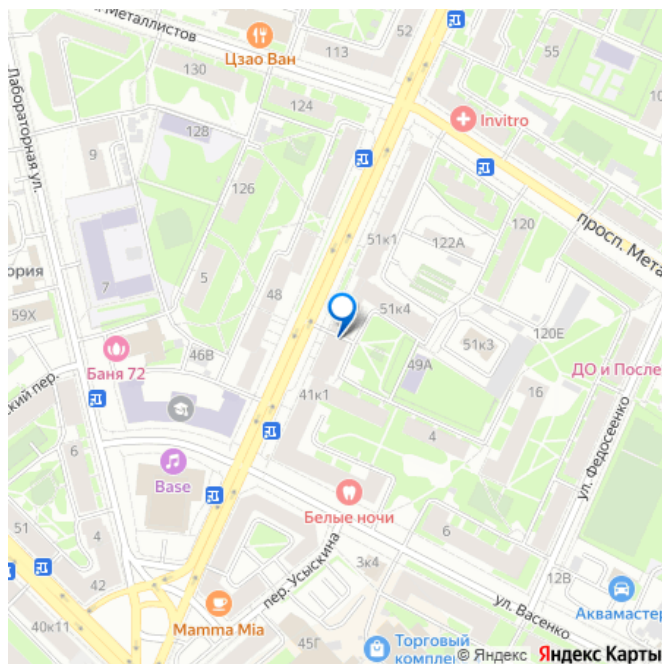 Металлистов
Цзао Ван
113
52
55
130
124
Invitro
Лабораторная ул.
9
128
126
120
51к1
122А
просп. Мета
ория
7
5
48
59Х
51к4
51к3
120Е
46В
Баня 72
49А
ДО и После
ский пер.
41к1
16
6
4
ул. Федосеенко
Base
Белые ночи
51
6
42
пер. Усыскина
3к4
12В
40к11
Mamma Mia
ул. Васенко
Аквамастер
45Г
Торговый
комплек
© Яндекс Яндекс Карты